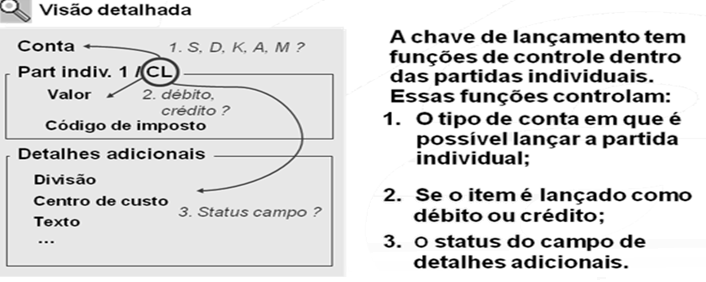 Visão detalhada
Conta
1. S, D, K, A, M ?
Part indiv. 1 / CL
Valor
2. débito,
crédito ?
Código de imposto
Detalhes adicionais
Divisão
Centro de custo
3. Status campo ?
Texto
...
A chave de lançamento tem
funções de controle dentro
das partidas individuais.
Essas funções controlam:
1. O tipo de conta em que é
possível lançar a partida
individual;
2. Se o item é lançado como
débito ou crédito;
3. O status do campo de
detalhes adicionais.